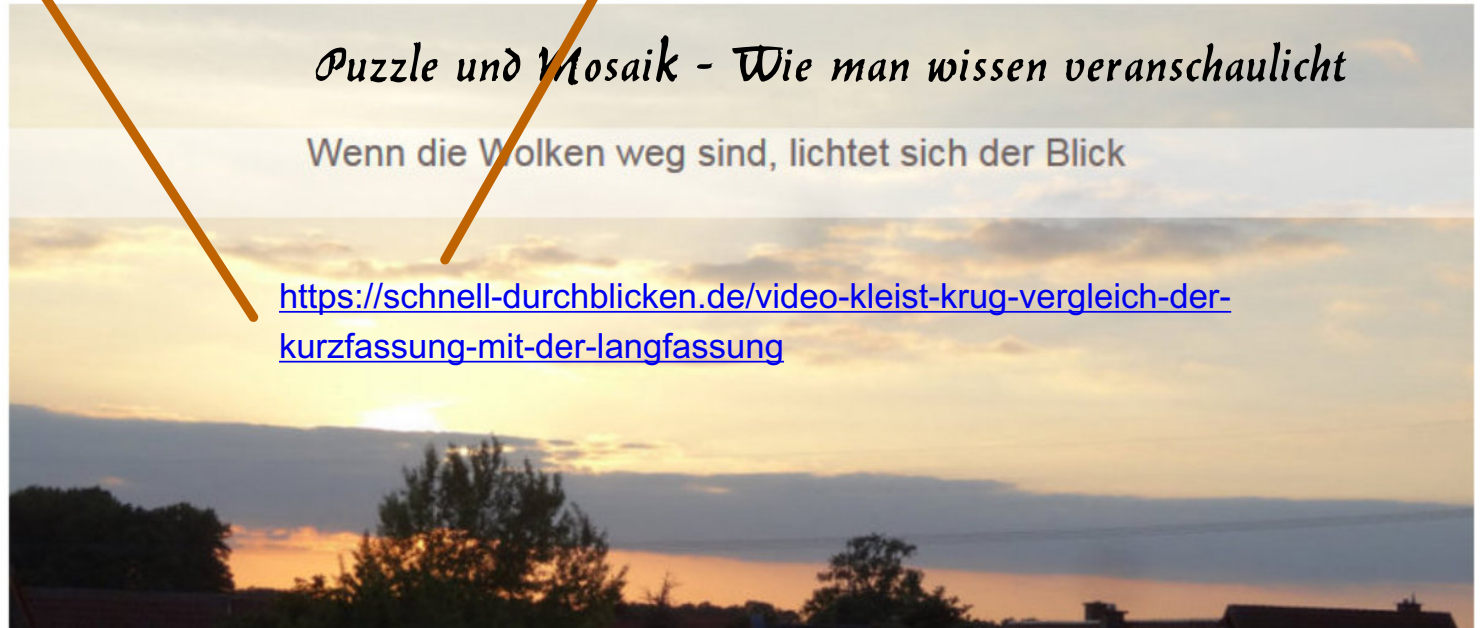 Puzzle und Mosaik - Wie man wissen veranschaulicht
Wenn die Wolken weg sind, lichtet sich der Blick
https://schnell-durchblicken.de/video-kleist-krug-vergleich-der-
kurzfassung-mit-der-langfassung